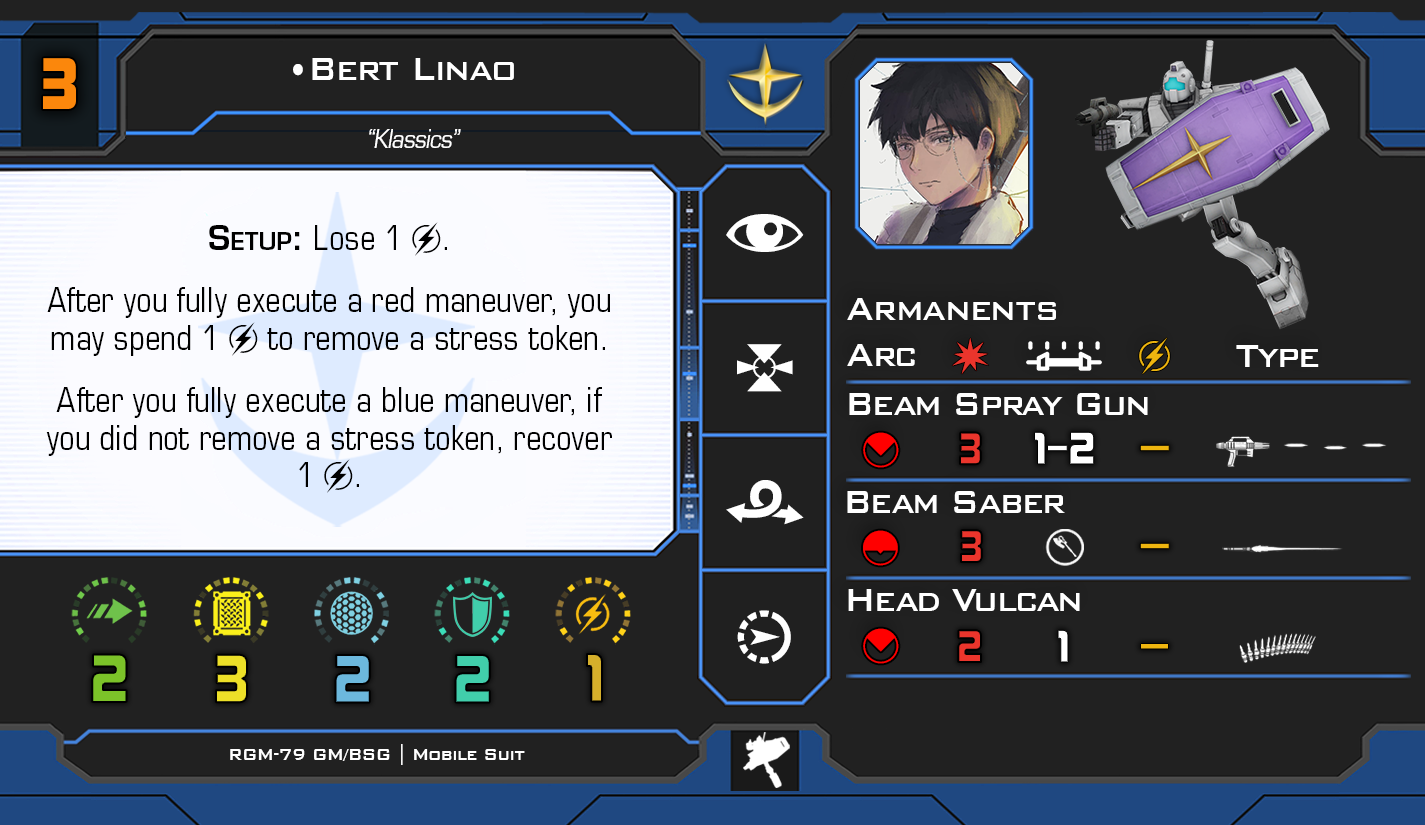 3
•Bert Linao
“Klassics”
Setup: Lose 1 .
After you fully execute a red maneuver, you
may spend 1 to remove a stress token.
After you fully execute a blue maneuver, if
you did not remove a stress token, recover
1 .
2 3 2 2 1
RGM-79 GM/BSG | Mobile Suit
Armanents
Arc Type
Beam Spray Gun
3 1–2 –
Beam Saber
3 –
Head Vulcan
2 1 –